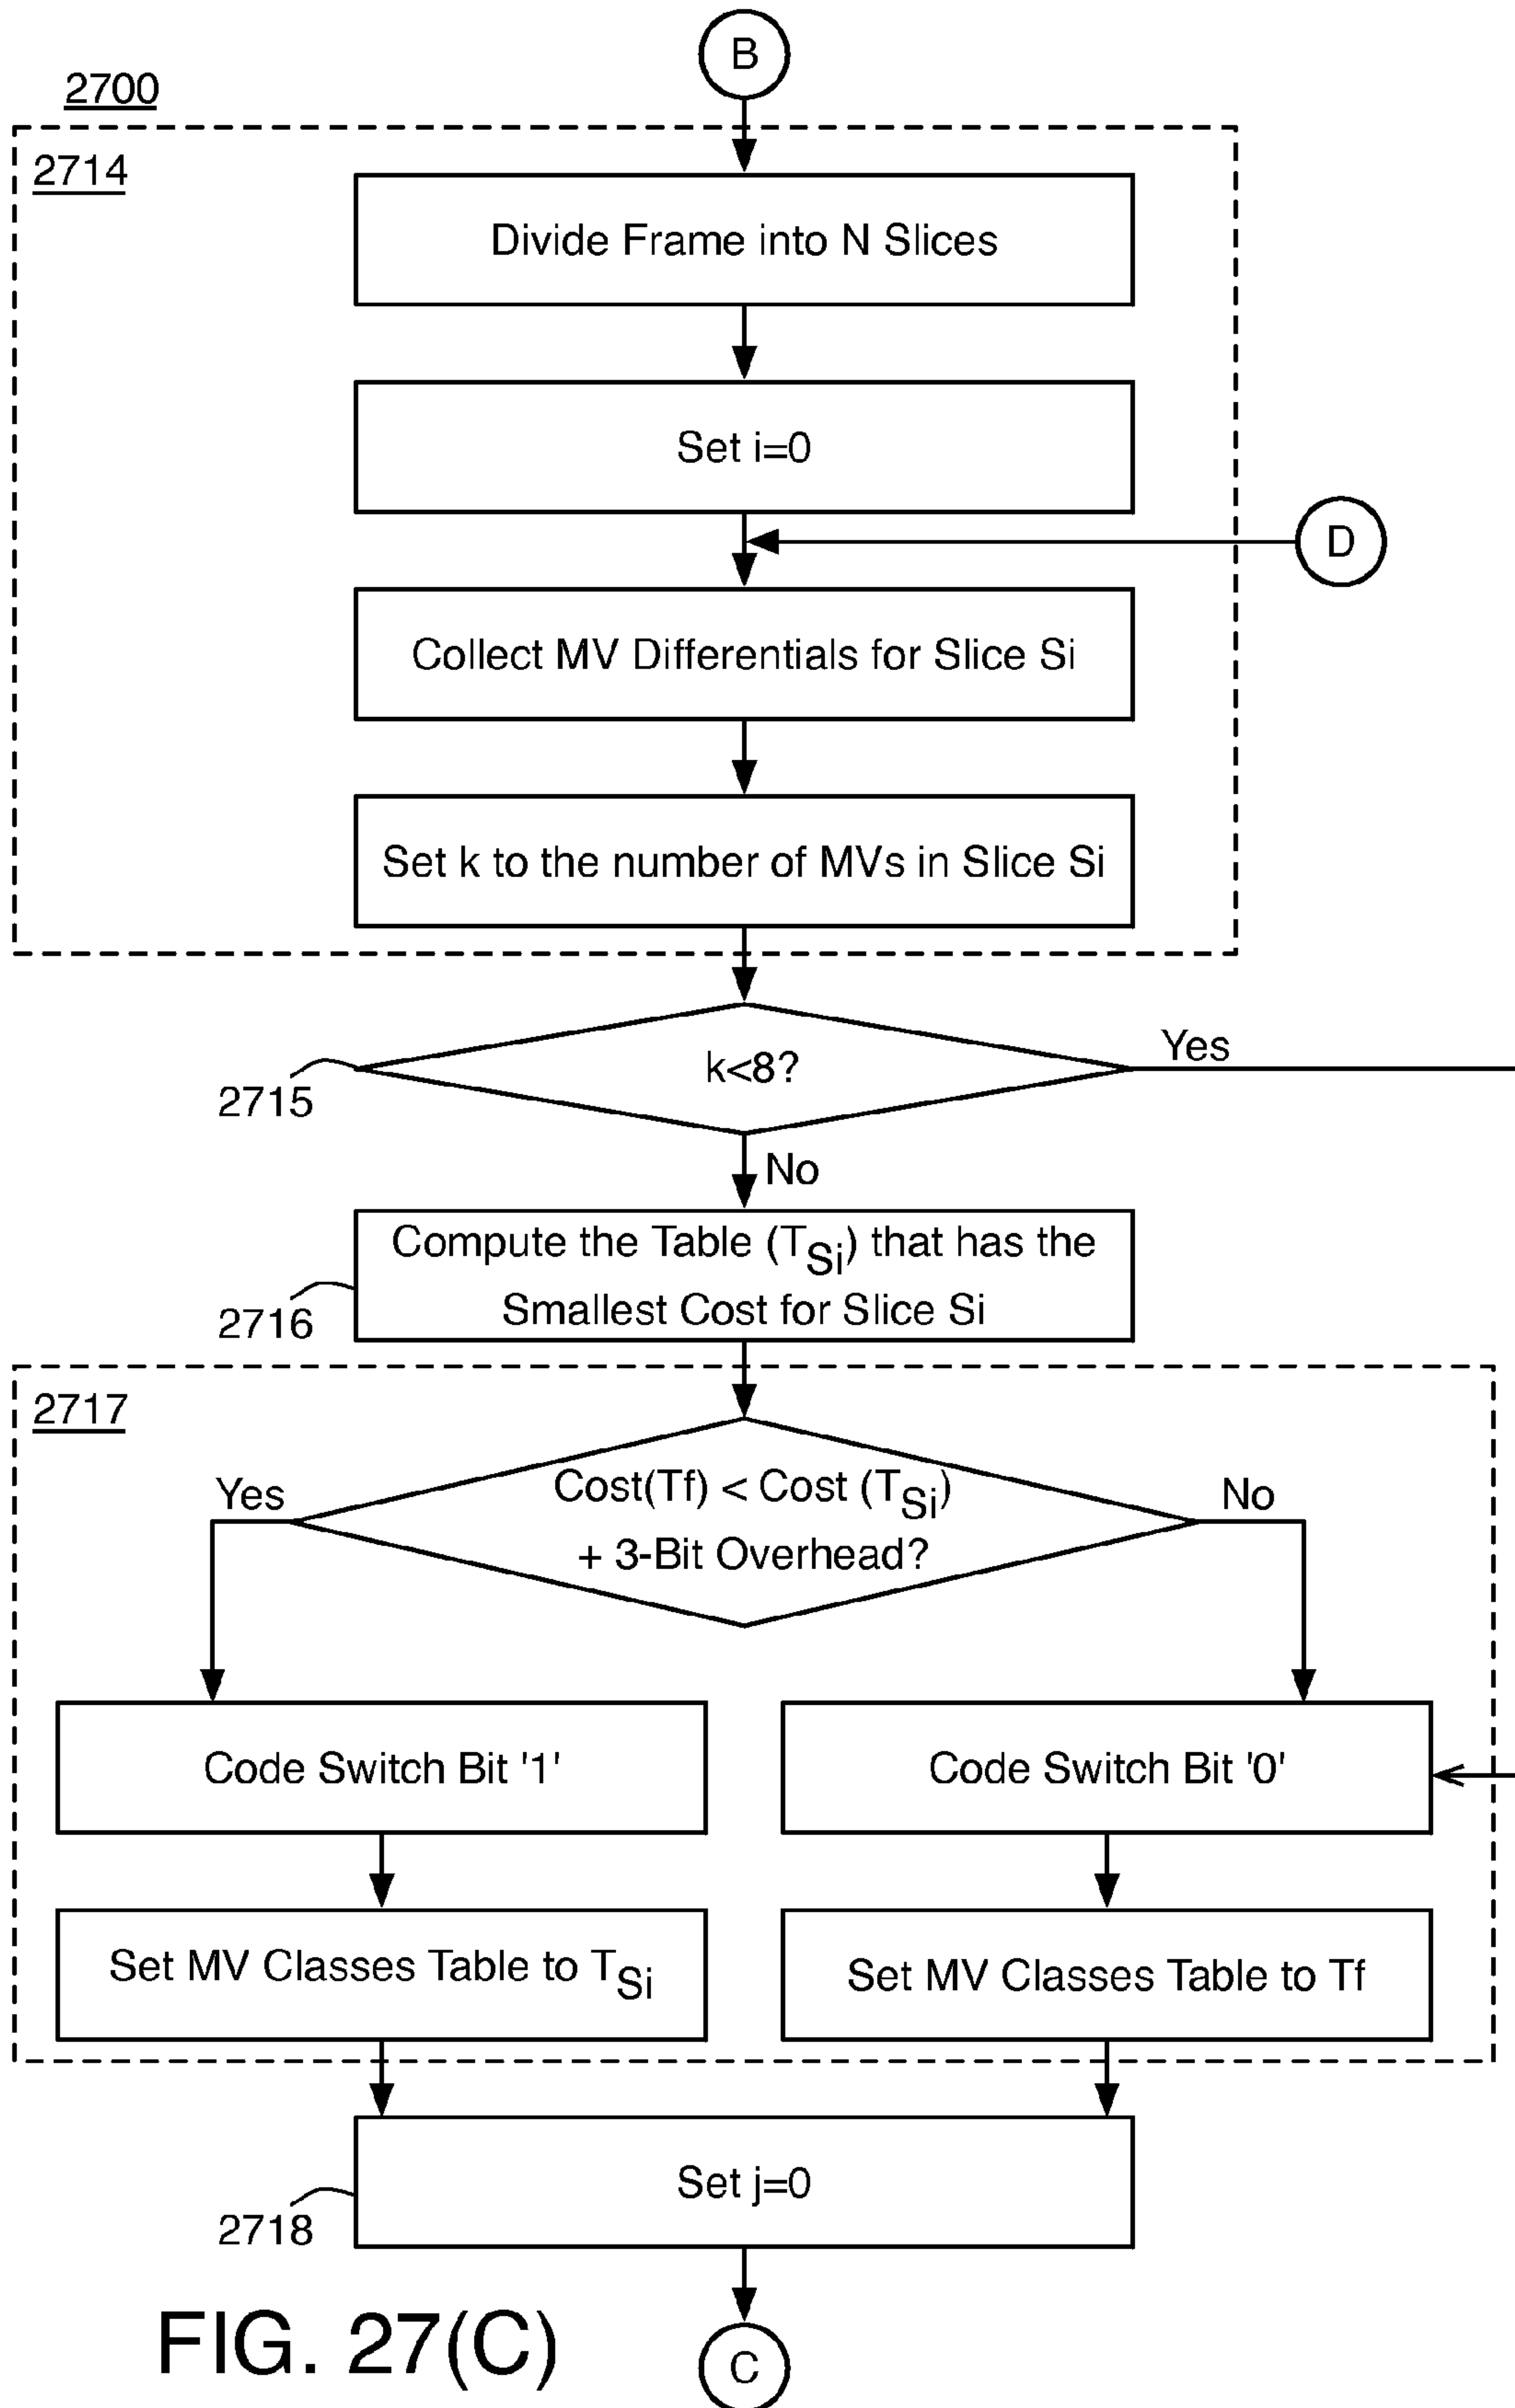 B
2700
2714
Divide Frame into N Slices
Set i=0
D
Collect MV Differentials for Slice Si
Set k to the number of MVs in Slice Si
k<8?
Yes
2715
No
Compute the Table (TSi) that has the
Smallest Cost for Slice Si
2716
2717
Cost(Tf) < Cost (TSi)
+ 3-Bit Overhead?
Yes
No
Code Switch Bit '1'
Code Switch Bit '0'
Set MV Classes Table to TSi
Set MV Classes Table to Tf
Set j=0
2718
FIG. 27(C)
C